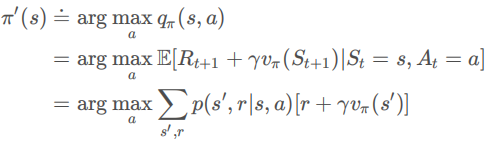 π′(s) ≐ arg max_a q_π(s, a)
= arg max_a 𝔼[R_{t+1} + γv_π(S_{t+1})|S_t = s, A_t = a]
= arg max_a ∑_{s′,r} p(s′, r|s, a)[r + γv_π(s′)]